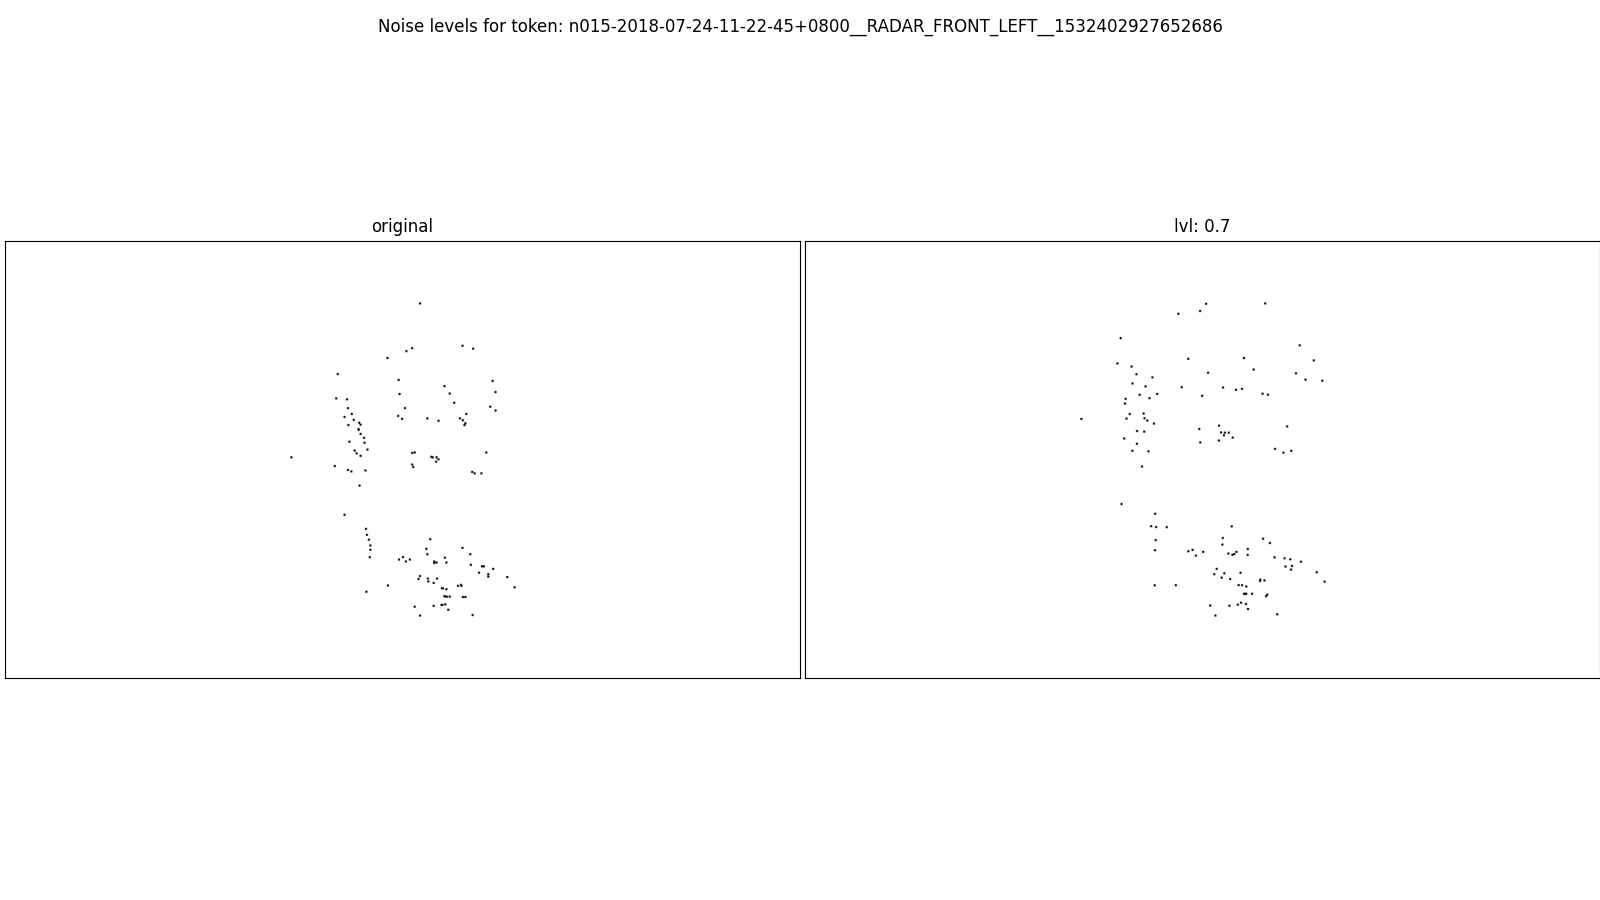 Noise levels for token: n015-2018-07-24-11-22-45+0800__RADAR_FRONT_LEFT__1532402927652686
original
lvl: 0.7